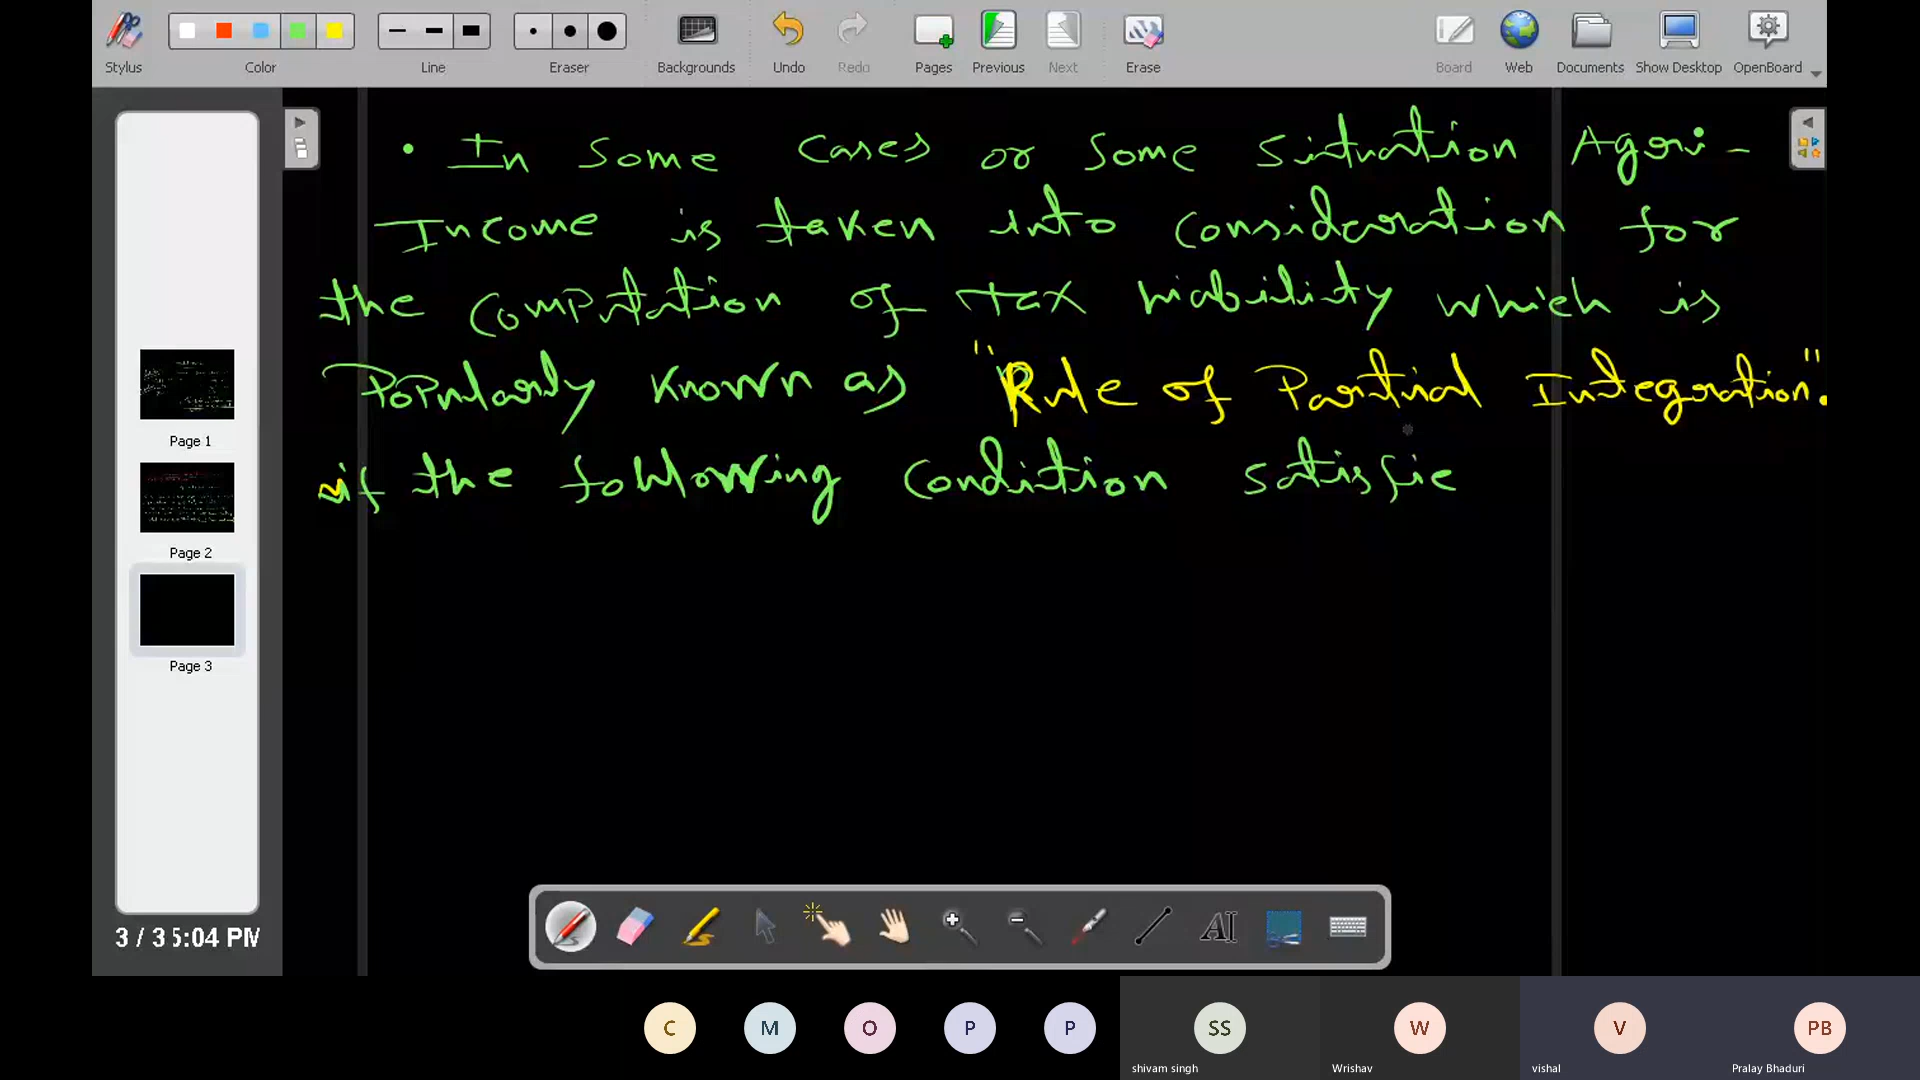 Stylus Color Line Eraser Backgrounds Undo Redo Pages Previous Next Erase Board Web Documents Show Desktop OpenBoard
• In Some Cases or Some Situation Agri -
Income is taken into Consideration for
the Computation of tax liability which is
Popularly Known as "Rule of Partial Integration".
if the following Condition satisfie
Page 1
Page 2
Page 3
3 / 3 5:04 PM
AI
C M O P P SS W V PB
shivam singh Wrishav vishal Pralay Bhaduri